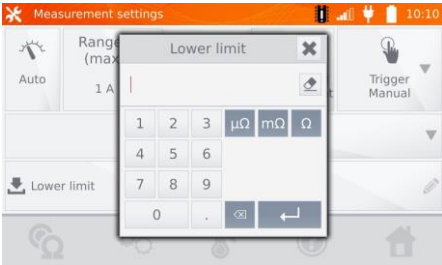 Measurement settings 10:10
Range
(max
Auto
1 A
Trigger
Manual
t
Lower limit
Lower limit
1 2 3 µΩ mΩ Ω
4 5 6
7 8 9
0 .